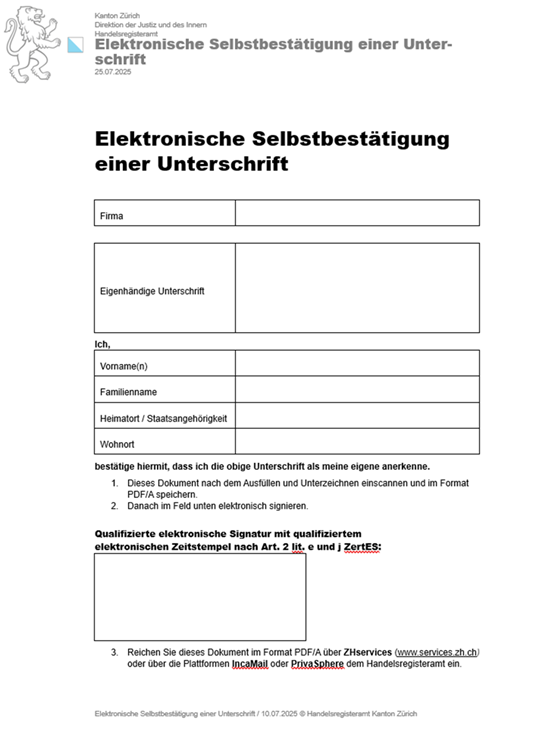 Kanton Zürich
Direktion der Justiz und des Innern
Handelsregisteramt
Elektronische Selbstbestätigung einer Unter-
schrift
25.07.2025
Elektronische Selbstbestätigung
einer Unterschrift
Firma
Eigenhändige Unterschrift
Ich,
Vorname(n)
Familienname
Heimatort / Staatsangehörigkeit
Wohnort
bestätige hiermit, dass ich die obige Unterschrift als meine eigene anerkenne.
1. Dieses Dokument nach dem Ausfüllen und Unterzeichnen einscannen und im Format
PDF/A speichern.
2. Danach im Feld unten elektronisch signieren.
Qualifizierte elektronische Signatur mit qualifiziertem
elektronischen Zeitstempel nach Art. 2 lit. e und j ZertES:
3. Reichen Sie dieses Dokument im Format PDF/A über ZHservices (www.services.zh.ch)
oder über die Plattformen IncaMail oder PrivaSphere dem Handelsregisteramt ein.
Elektronische Selbstbestätigung einer Unterschrift / 10.07.2025 © Handelsregisteramt Kanton Zürich